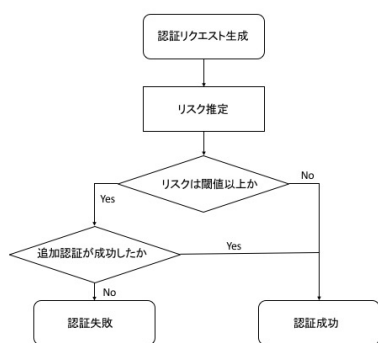 認証リクエスト生成
リスク推定
リスクは閾値以上か
No
Yes
追加認証が成功したか
Yes
No
認証失敗
認証成功